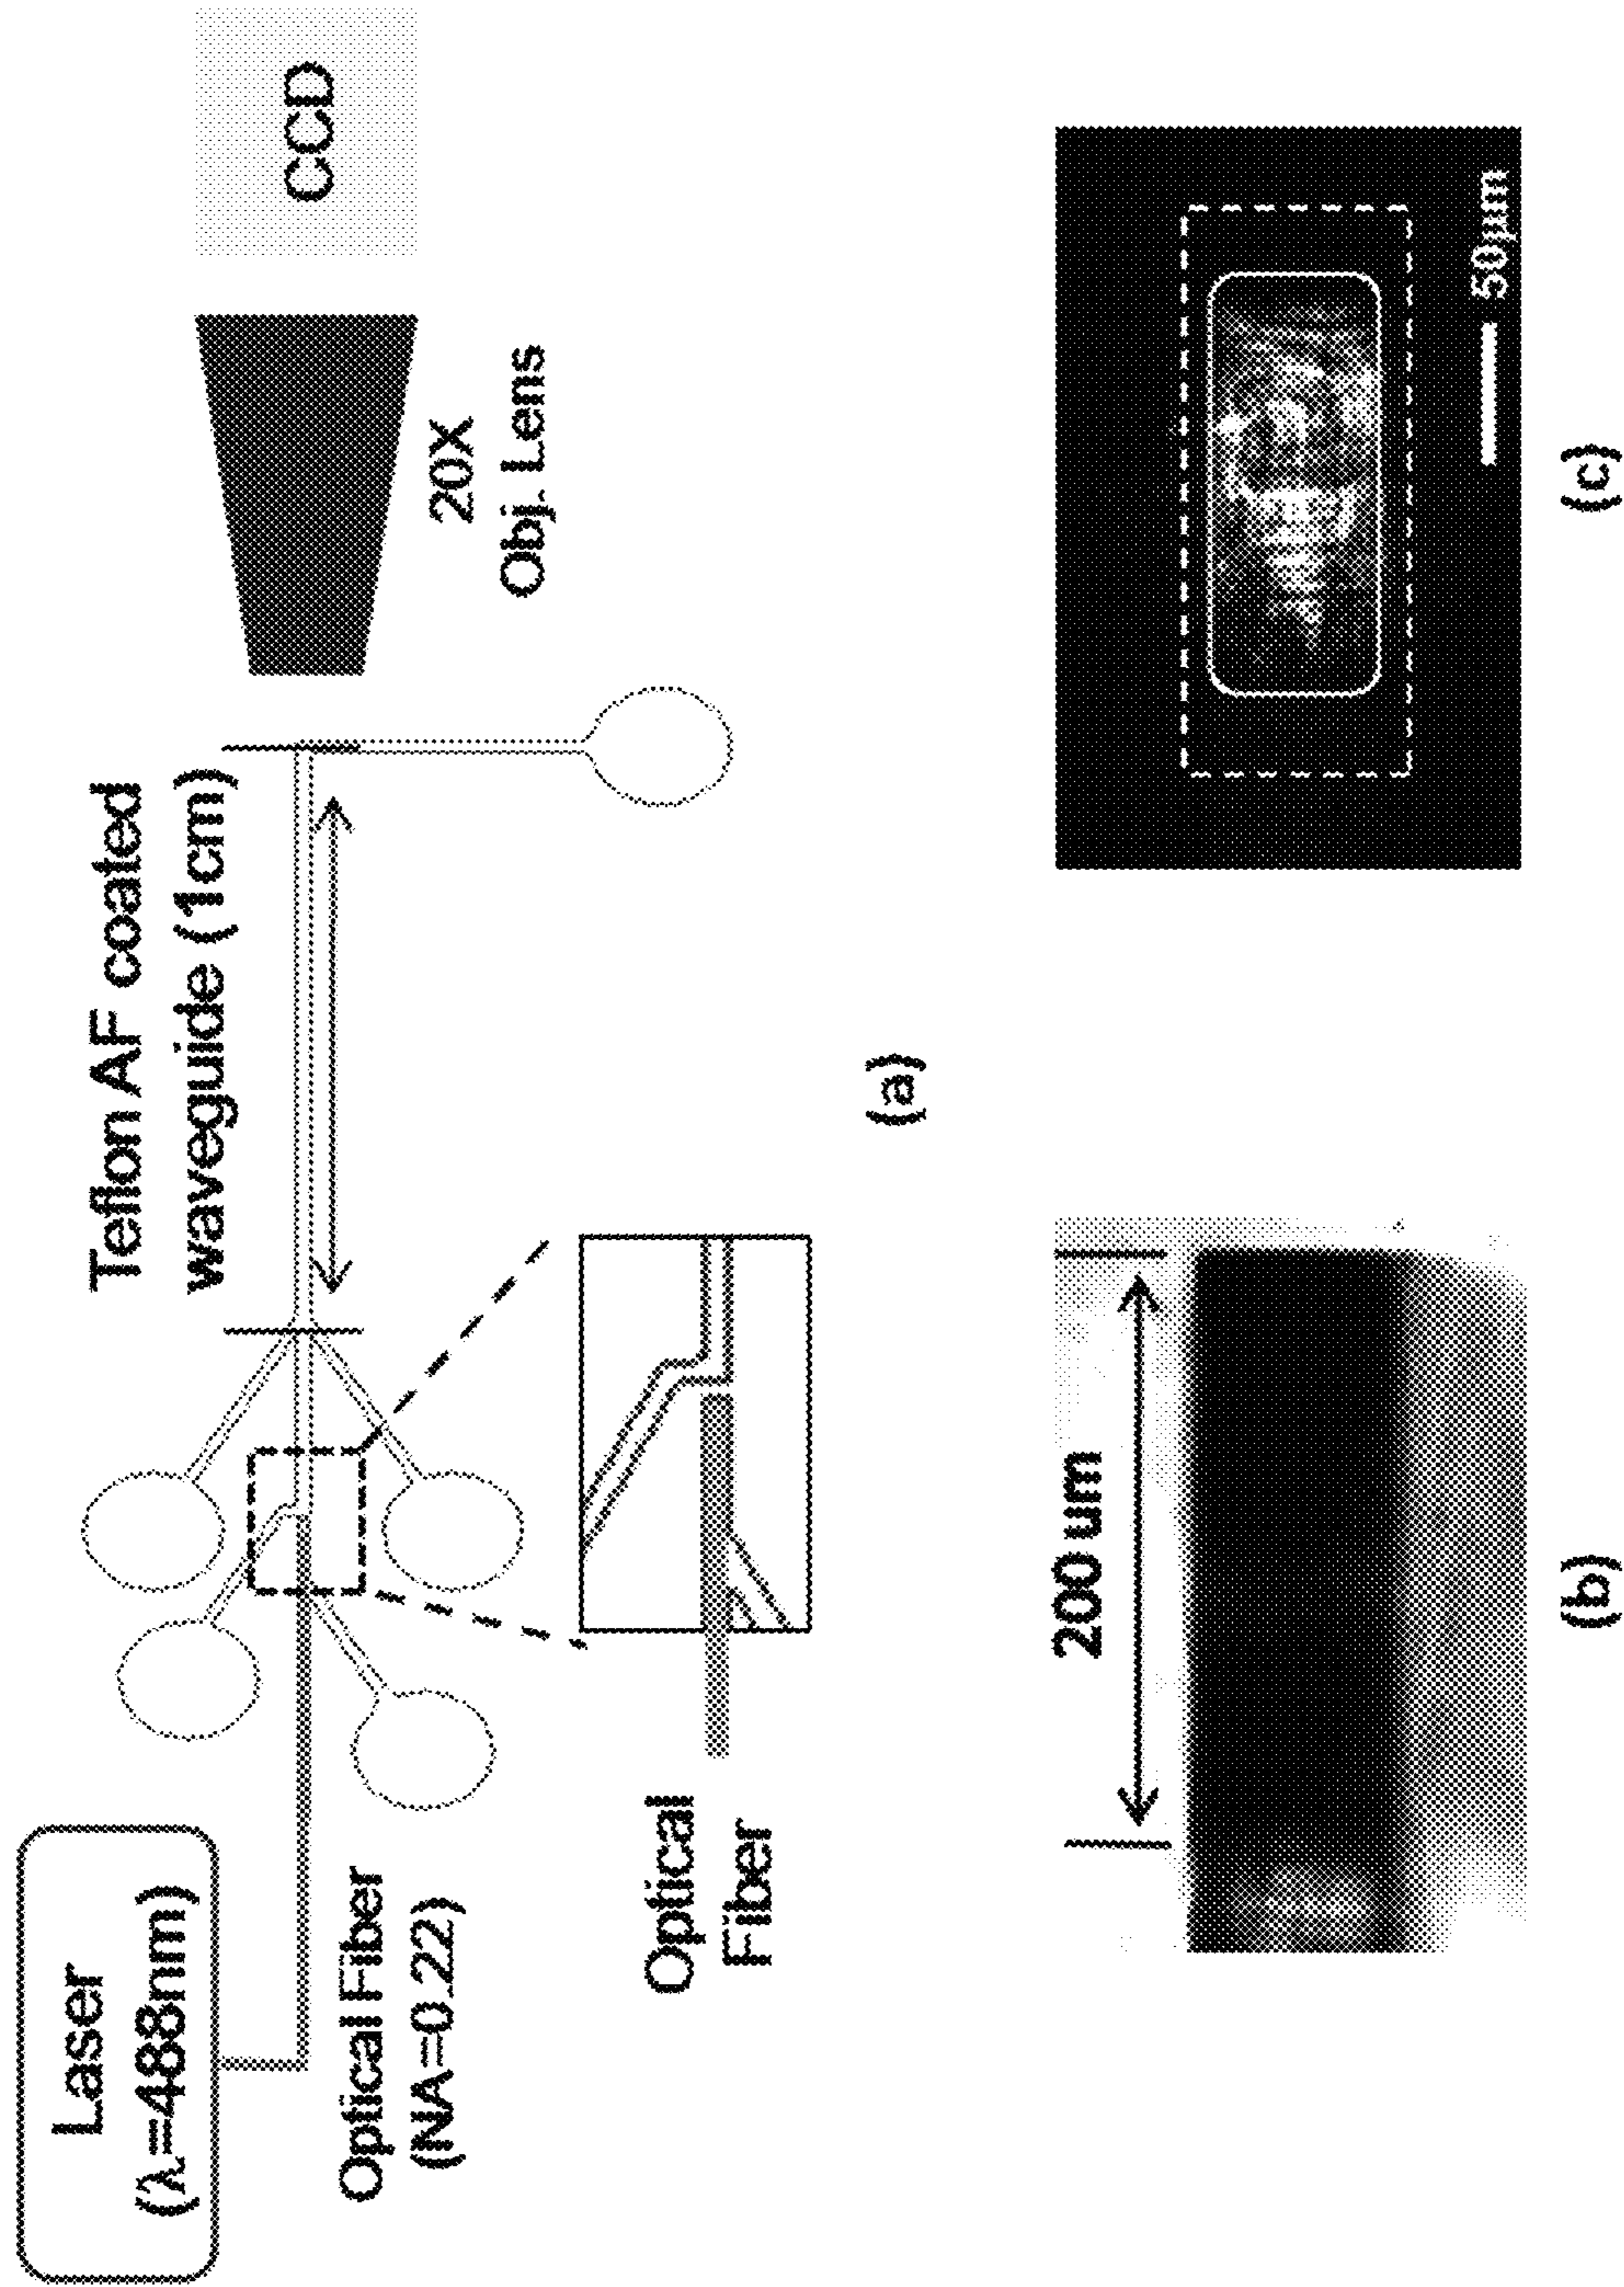 Laser
(λ=488nm)
Optical Fiber
(NA=0.22)
Teflon AF coated
waveguide (1cm)
20X
Obj. Lens
CCD
Optical
Fiber
(a)
200 um
(b)
50μm
(c)